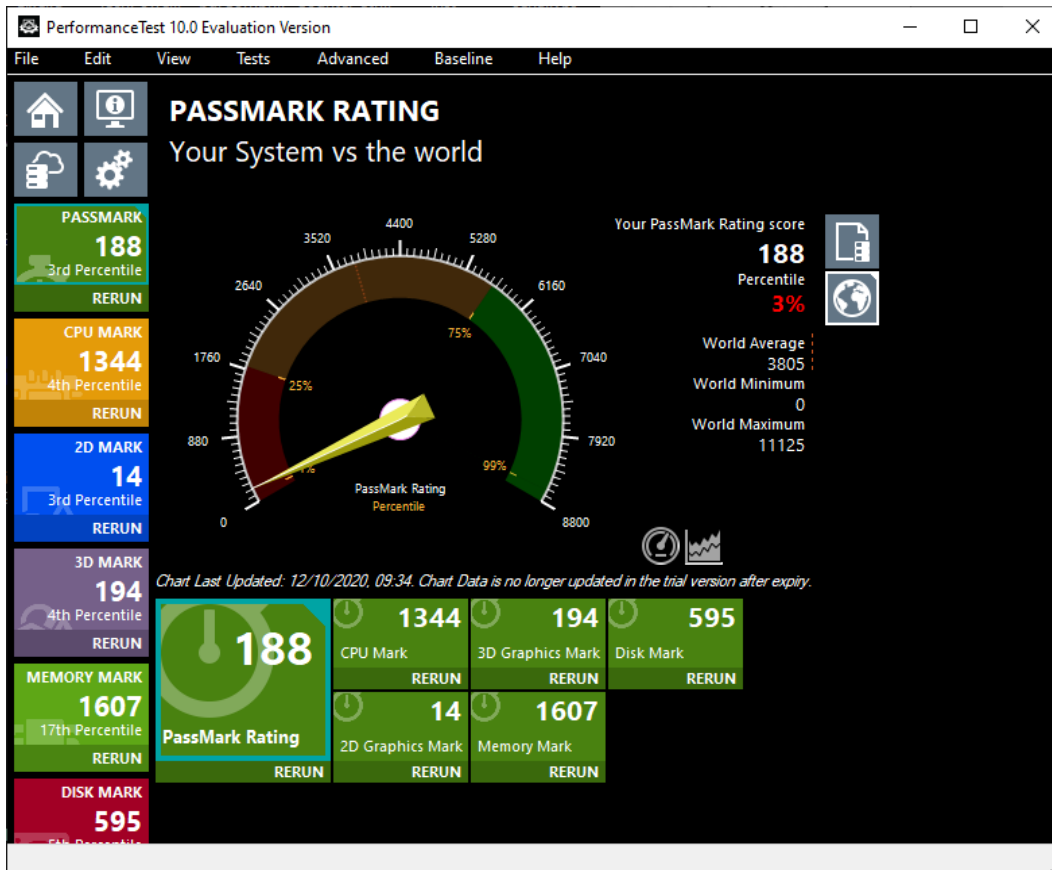 PerformanceTest 10.0 Evaluation Version
File Edit View Tests Advanced Baseline Help
PASSMARK RATING
Your System vs the world
PASSMARK
188
3rd Percentile
RERUN
CPU MARK
1344
4th Percentile
RERUN
2D MARK
14
3rd Percentile
RERUN
3D MARK
194
4th Percentile
RERUN
MEMORY MARK
1607
17th Percentile
RERUN
DISK MARK
595
5th Percentile
0
880
1760
2640
3520
4400
5280
6160
7040
7920
8800
1%
25%
75%
99%
PassMark Rating
Percentile
Your PassMark Rating score
188
Percentile
3%
World Average
3805
World Minimum
0
World Maximum
11125
Chart Last Updated: 12/10/2020, 09:34. Chart Data is no longer updated in the trial version after expiry.
188
PassMark Rating
RERUN
1344
CPU Mark
RERUN
194
3D Graphics Mark
RERUN
595
Disk Mark
RERUN
14
2D Graphics Mark
RERUN
1607
Memory Mark
RERUN